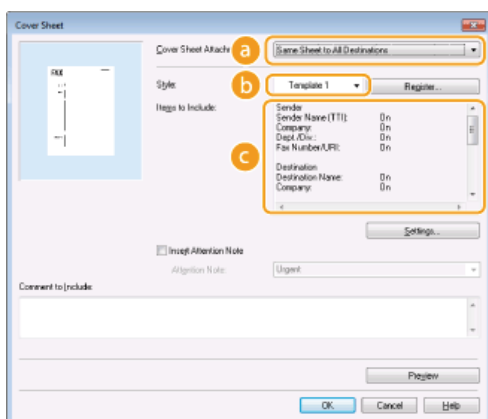 Cover Sheet
Cover Sheet Attach
a
Same Sheet to All Destinations
FAX
Style:
b
Template 1
Register...
Items to Include:
c
Sender
Sender Name (TTI): On
Company: On
Dept./Div.: On
Fax Number/URI: On
Destination
Destination Name: On
Company: On
Settings...
Insert Attention Note
Attention Note:
Urgent
Comment to Include:
Preview
OK
Cancel
Help